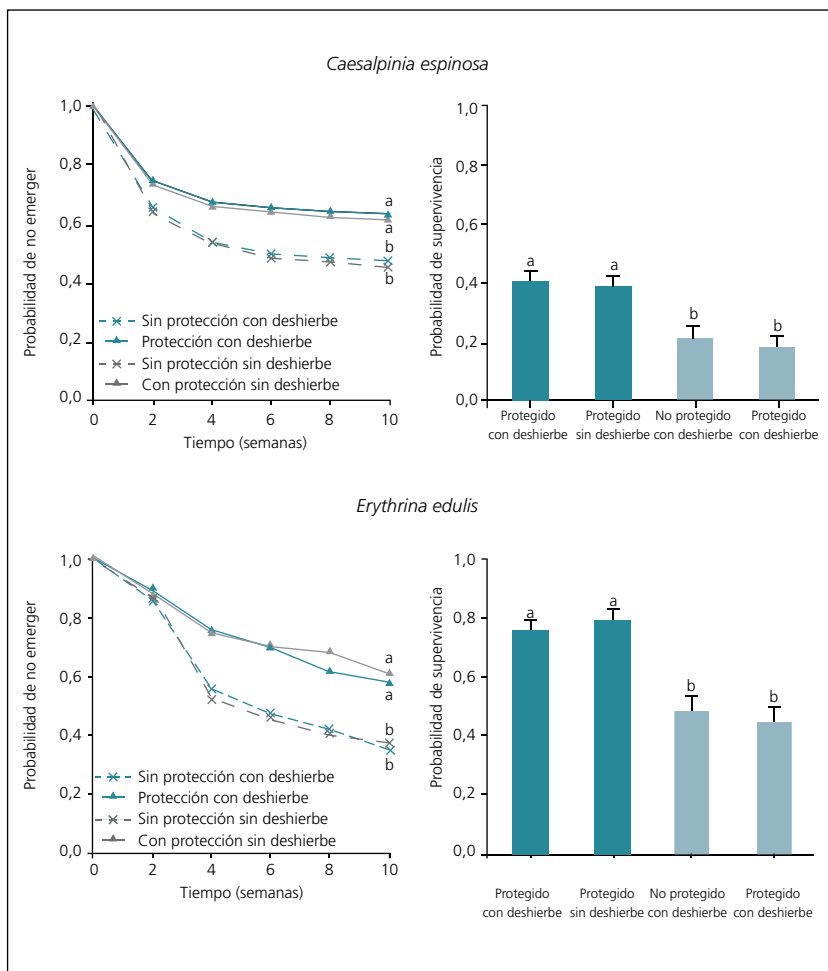 Caesalpinia espinosa
Probabilidad de no emerger
1,0
0,8
0,6
0,4
0,2
0,0
a
a
b
b
Sin protección con deshierbe
Protección con deshierbe
Sin protección sin deshierbe
Con protección sin deshierbe
0 2 4 6 8 10
Tiempo (semanas)
Probabilidad de supervivencia
1,0
0,8
0,6
0,4
0,2
0,0
a a b b
Protegido Protegido No protegido Protegido
con deshierbe sin deshierbe con deshierbe con deshierbe
Erythrina edulis
Probabilidad de no emerger
1,0
0,8
0,6
0,4
0,2
0,0
a
a
b
b
Sin protección con deshierbe
Protección con deshierbe
Sin protección sin deshierbe
Con protección sin deshierbe
0 2 4 6 8 10
Tiempo (semanas)
Probabilidad de supervivencia
1,0
0,8
0,6
0,4
0,2
0,0
a a b b
Protegido Protegido No protegido Protegido
con deshierbe sin deshierbe con deshierbe con deshierbe